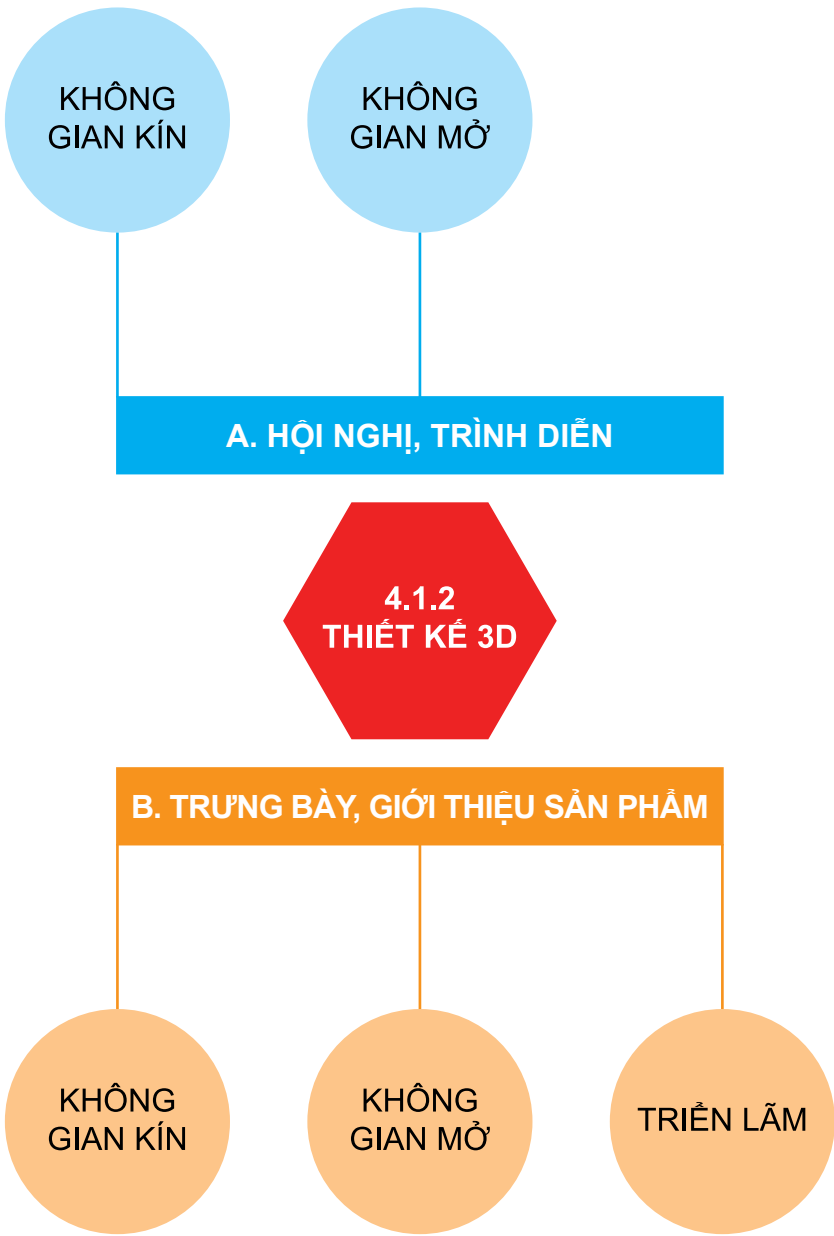 KHÔNG
GIAN KÍN
KHÔNG
GIAN MỞ
A. HỘI NGHỊ, TRÌNH DIỄN
4.1.2
THIẾT KẾ 3D
B. TRƯNG BÀY, GIỚI THIỆU SẢN PHẨM
KHÔNG
GIAN KÍN
KHÔNG
GIAN MỞ
TRIỂN LÃM